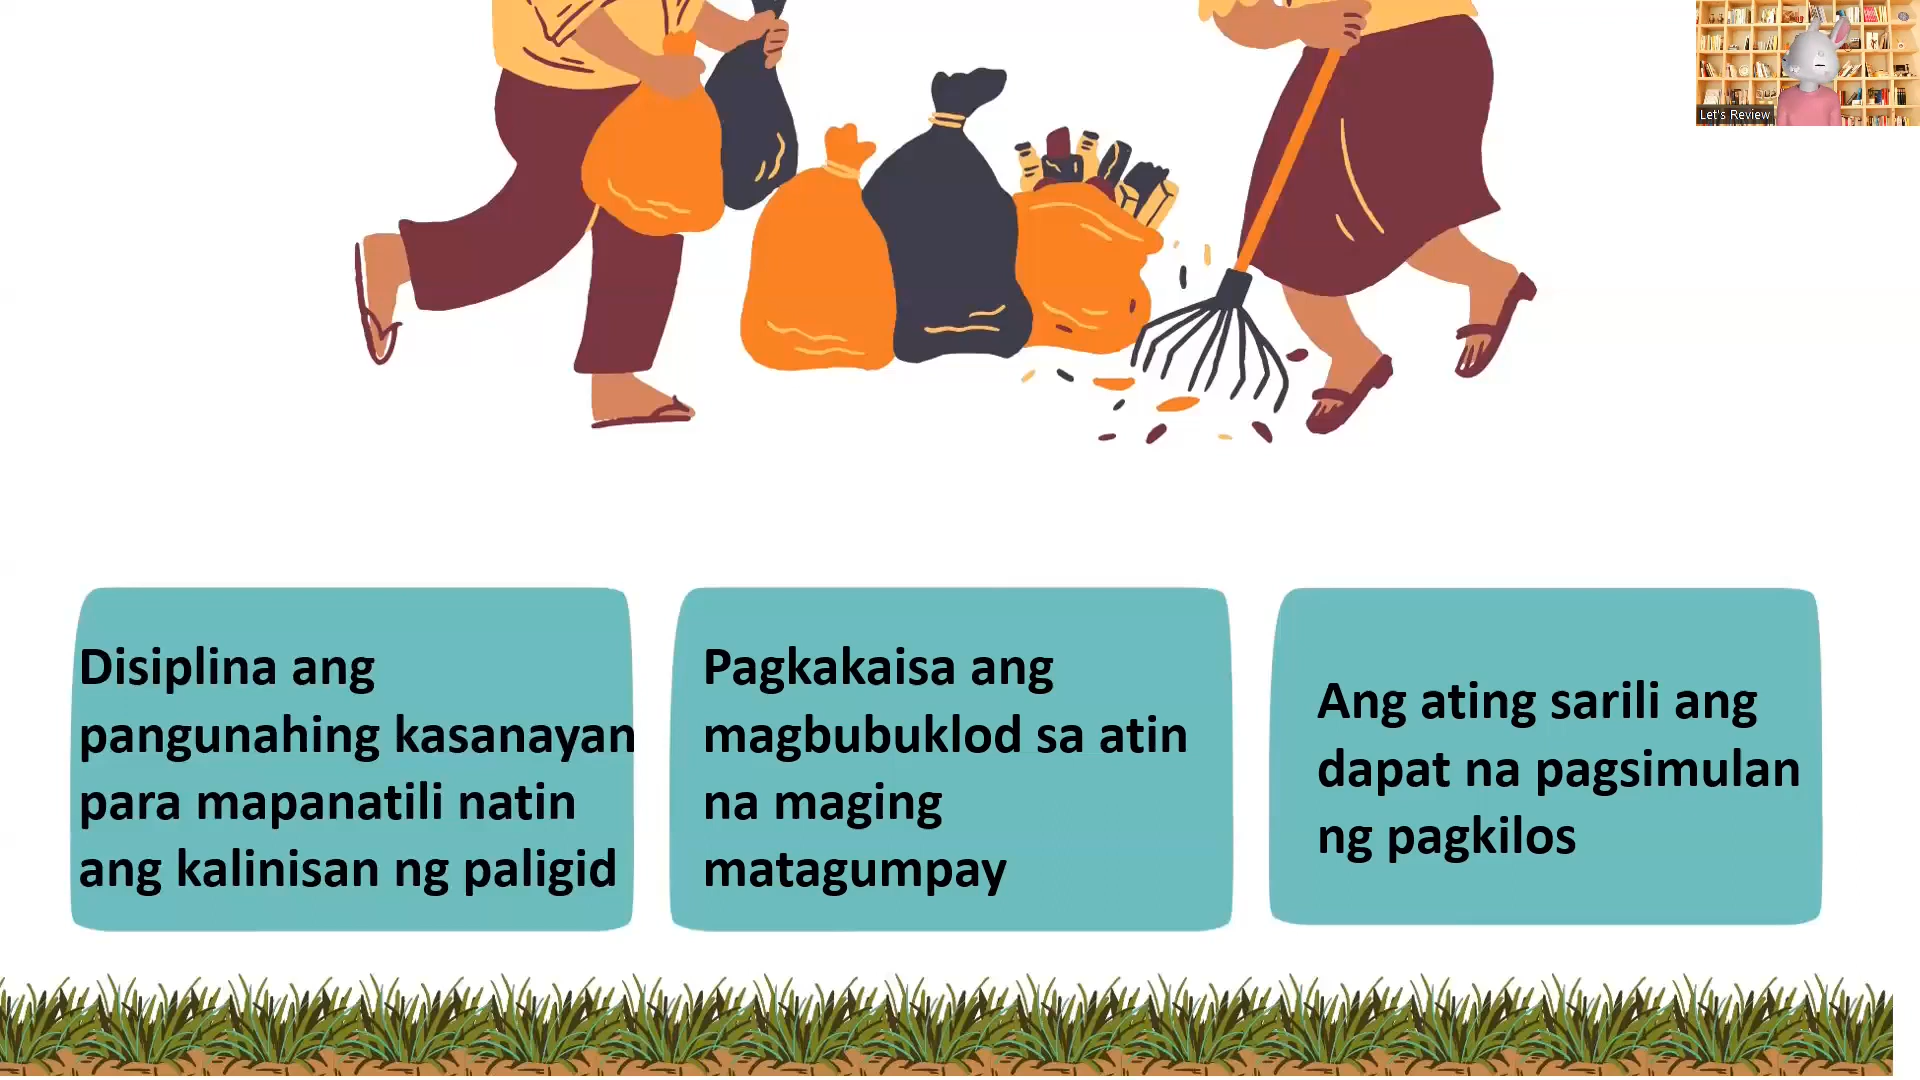 Let's Review
Disiplina ang
pangunahing kasanayan
para mapanatili natin
ang kalinisan ng paligid
Pagkakaisa ang
magbubuklod sa atin
na maging
matagumpay
Ang ating sarili ang
dapat na pagsimulan
ng pagkilos